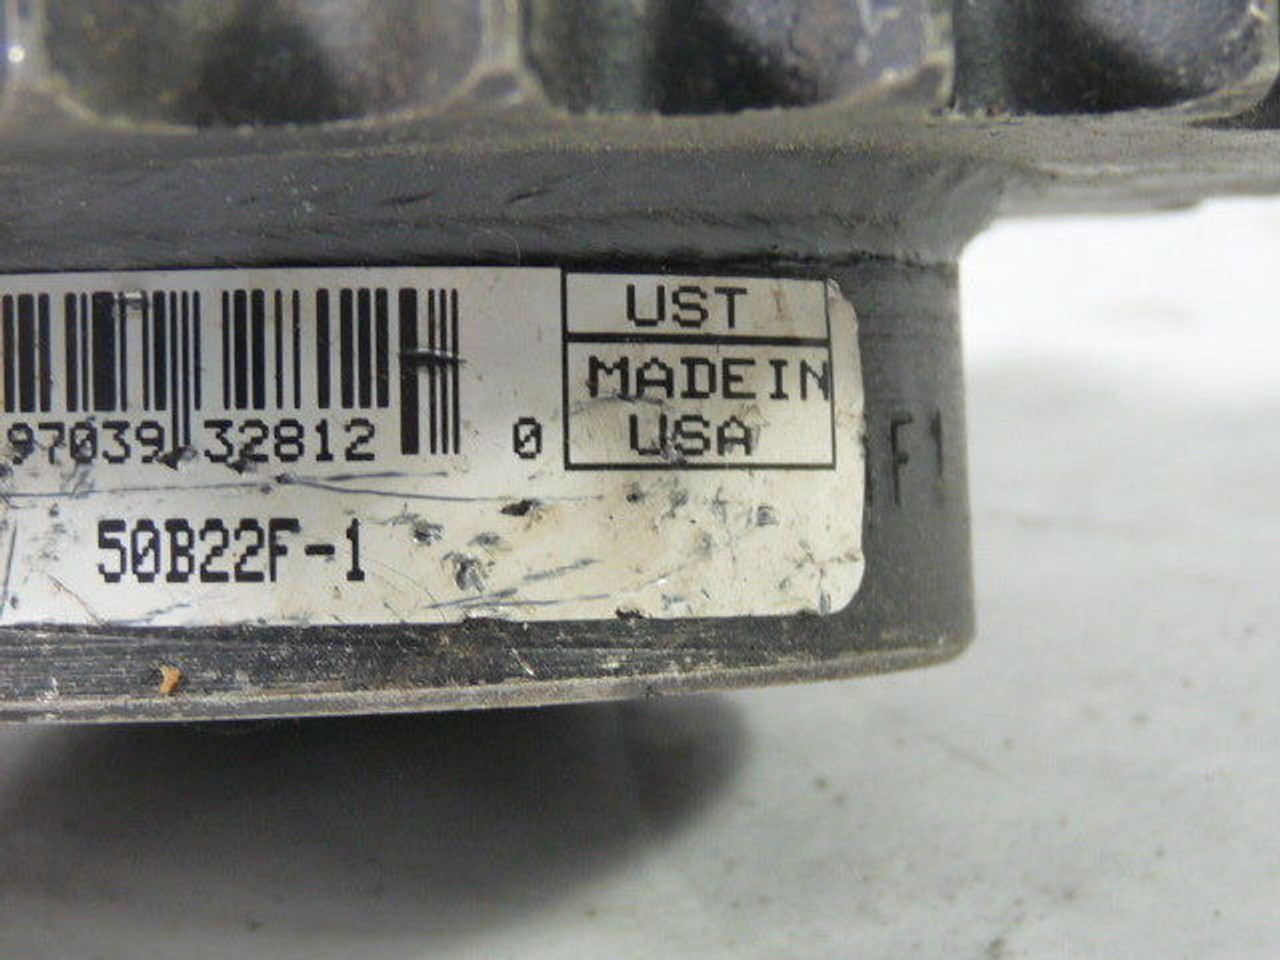 UST
MADE IN
USA
97039 32812 0
50B22F-1
F1